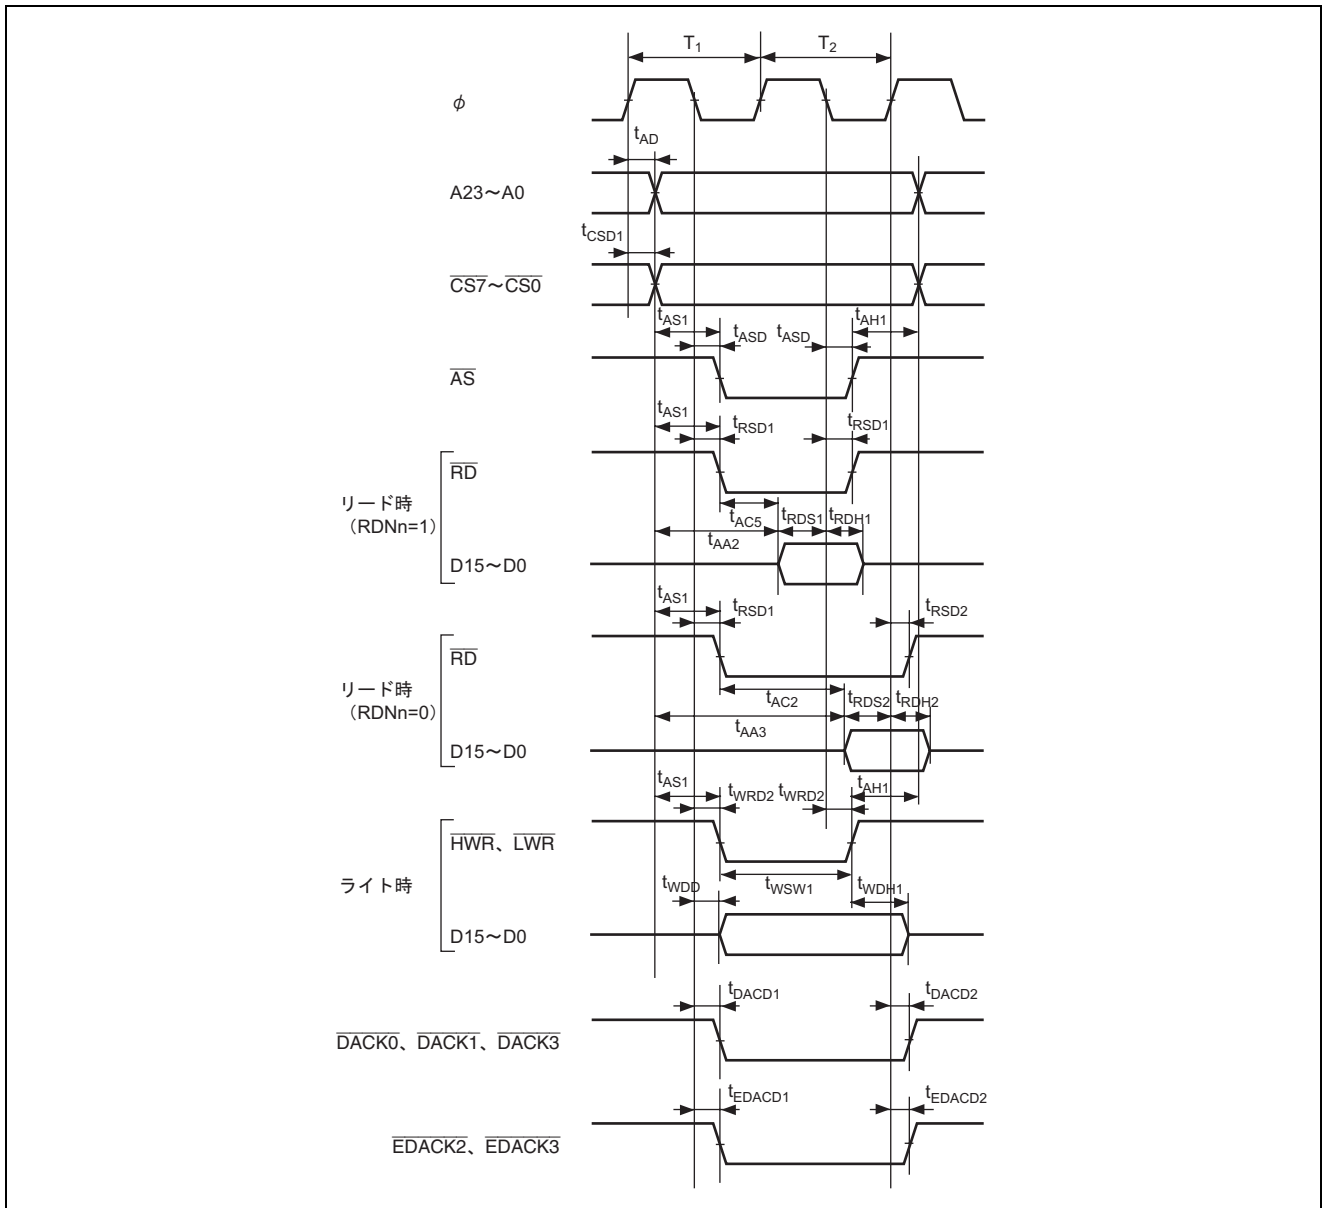 T1 T2
φ
tAD
A23～A0
tCSD1
CS7～CS0
tAS1 tASD tASD tAH1
AS
tAS1 tRSD1 tRSD1
RD
リード時
（RDNn=1）
tAC5 tRDS1 tRDH1
tAA2
D15～D0
tAS1 tRSD1 tRSD2
RD
リード時
（RDNn=0）
tAC2 tRDS2 tRDH2
tAA3
D15～D0
tAS1 tWRD2 tWRD2 tAH1
HWR、LWR
ライト時
tWDD tWSW1 tWDH1
D15～D0
tDACD1 tDACD2
DACK0、DACK1、DACK3
tEDACD1 tEDACD2
EDACK2、EDACK3